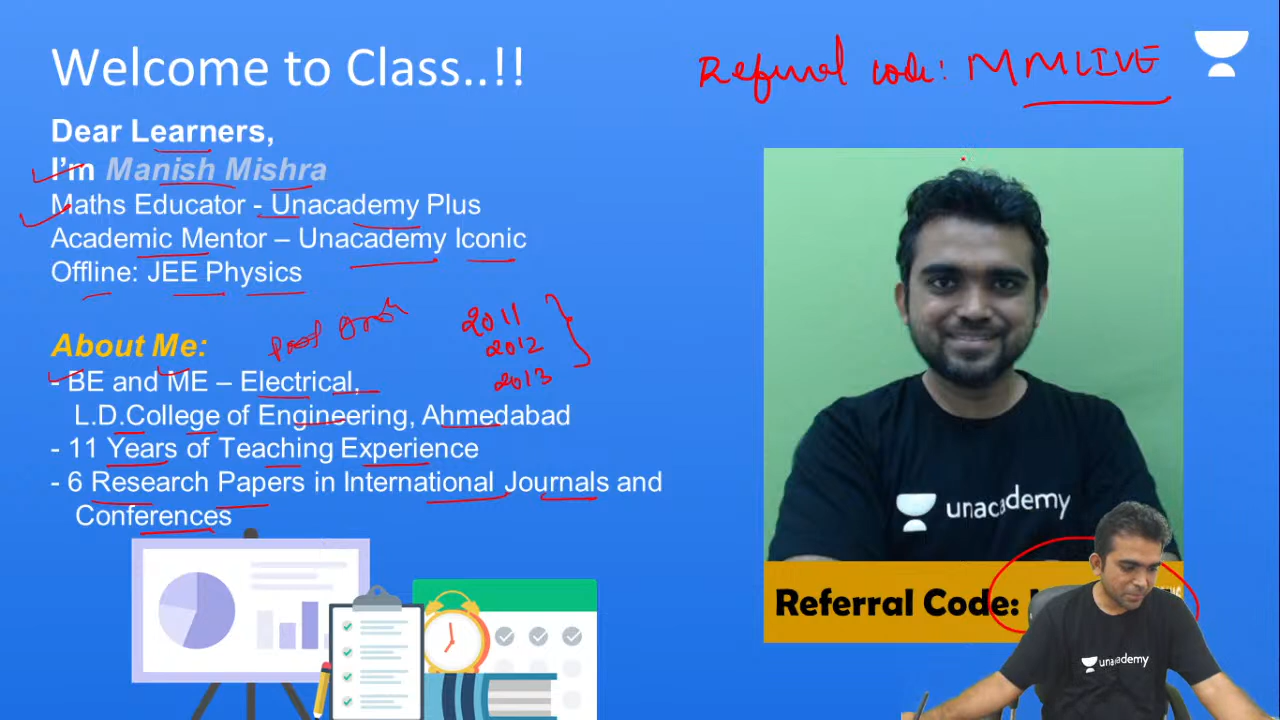 Welcome to Class..!!
Referral code: MMLIVE
Dear Learners,
I'm Manish Mishra
Maths Educator - Unacademy Plus
Academic Mentor – Unacademy Iconic
Offline: JEE Physics
About Me:
2011
2012
2013
- BE and ME – Electrical,
L.D.College of Engineering, Ahmedabad
- 11 Years of Teaching Experience
- 6 Research Papers in International Journals and
Conferences
unacademy
Referral Code:
unacademy